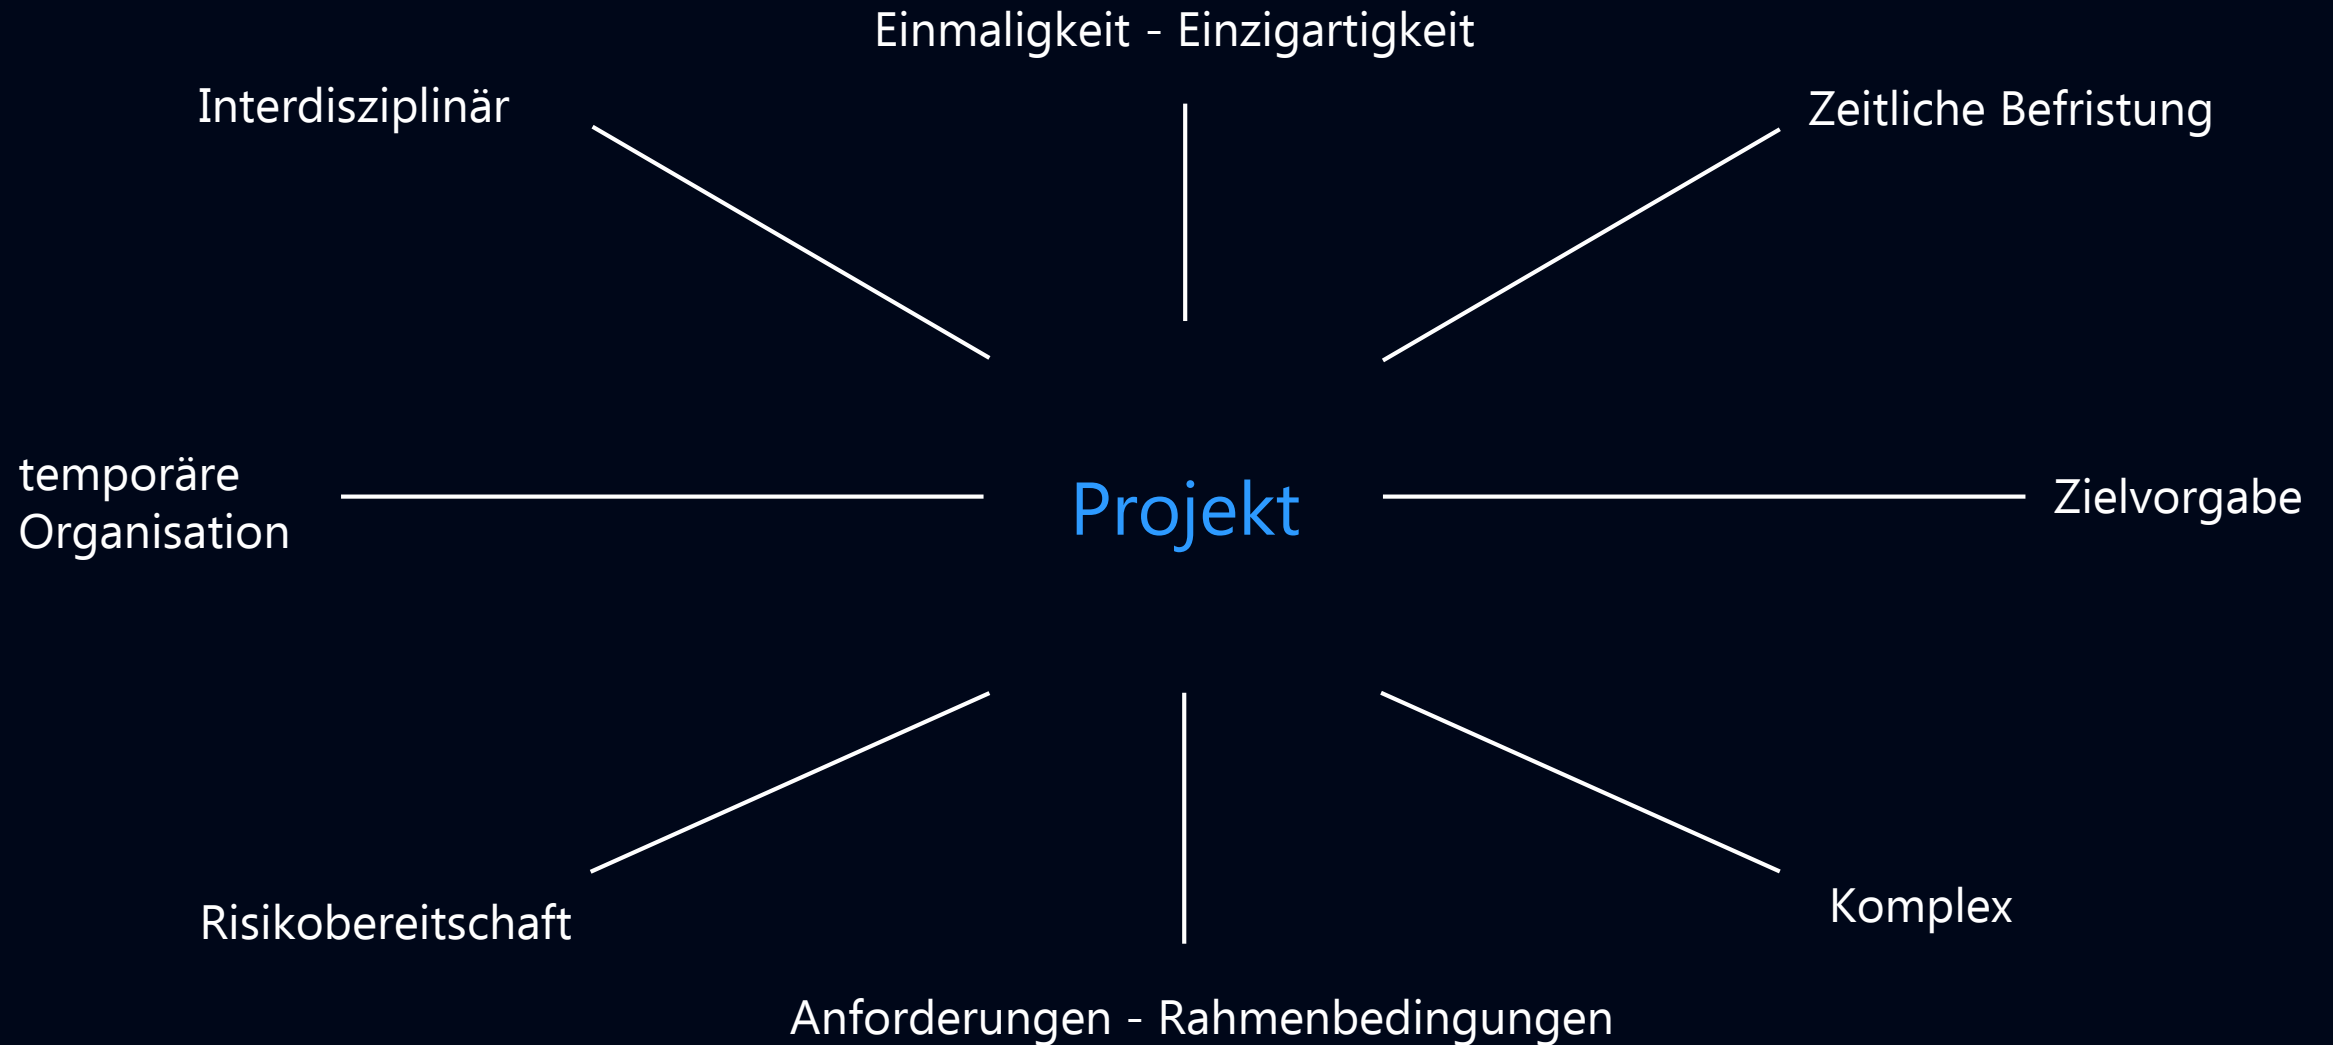 Einmaligkeit - Einzigartigkeit
Interdisziplinär
Zeitliche Befristung
temporäre
Organisation
Projekt
Zielvorgabe
Risikobereitschaft
Komplex
Anforderungen - Rahmenbedingungen